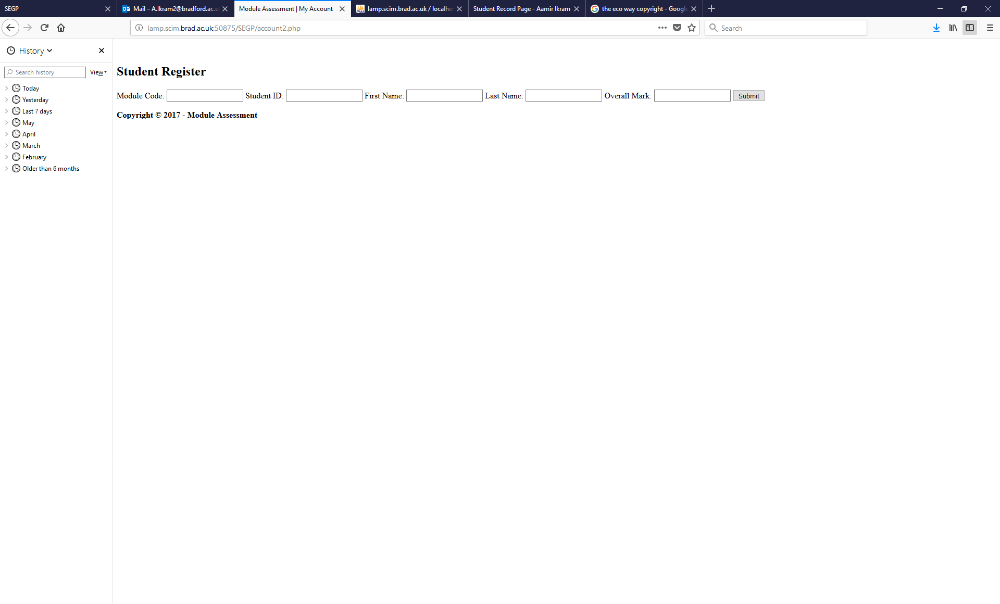 SEGP
Mail – A.Ikram2@bradford.ac.u
Module Assessment | My Account
lamp.scim.brad.ac.uk / localho
Student Record Page - Aamir Ikram
the eco way copyright - Google
lamp.scim.brad.ac.uk:50875/SEGP/account2.php
Search
History
Search history
View
Today
Yesterday
Last 7 days
May
April
March
February
Older than 6 months
Student Register
Module Code: Student ID: First Name: Last Name: Overall Mark: Submit
Copyright © 2017 - Module Assessment